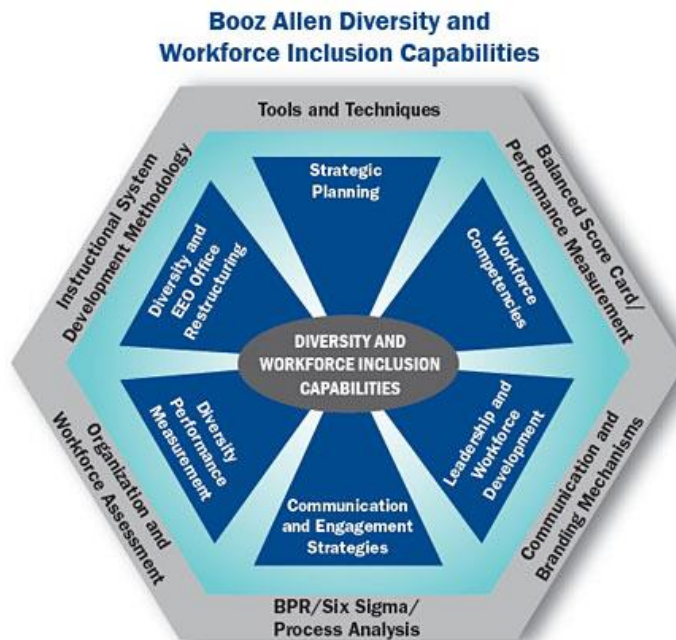 Booz Allen Diversity and
Workforce Inclusion Capabilities
Tools and Techniques
Balanced Score Card/
Performance Measurement
Communication and
Branding Mechanisms
BPR/Six Sigma/
Process Analysis
Organization and
Workforce Assessment
Instructional System
Development Methodology
Strategic
Planning
Workforce
Competencies
Leadership and
Workforce
Development
Communication
and Engagement
Strategies
Diversity
Performance
Measurement
Diversity and
EEO Office
Restructuring
DIVERSITY AND
WORKFORCE INCLUSION
CAPABILITIES